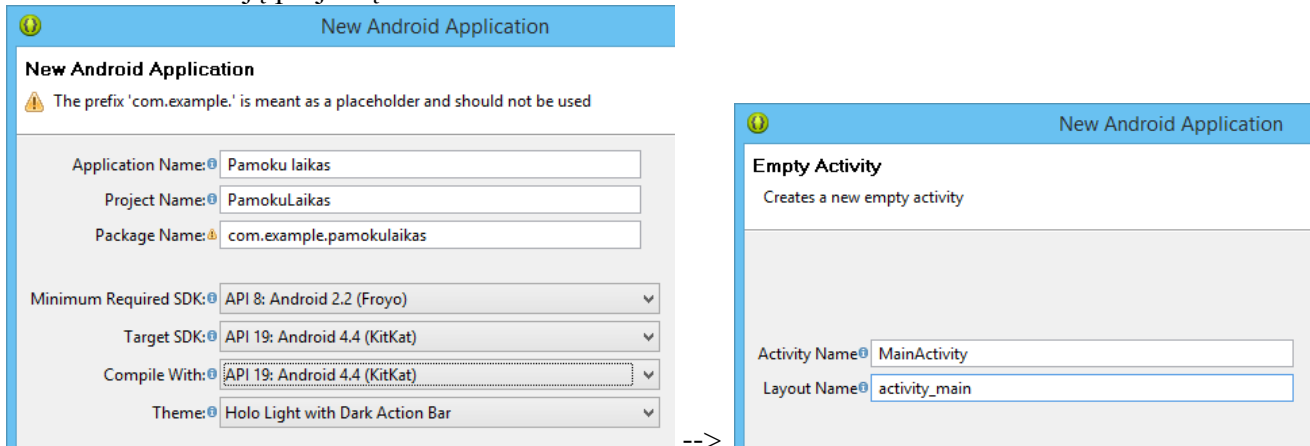 New Android Application
New Android Application
The prefix 'com.example.' is meant as a placeholder and should not be used
Application Name: Pamoku laikas
Project Name: PamokuLaikas
Package Name: com.example.pamokulaikas
Minimum Required SDK: API 8: Android 2.2 (Froyo)
Target SDK: API 19: Android 4.4 (KitKat)
Compile With: API 19: Android 4.4 (KitKat)
Theme: Holo Light with Dark Action Bar
-->
New Android Application
Empty Activity
Creates a new empty activity
Activity Name MainActivity
Layout Name activity_main